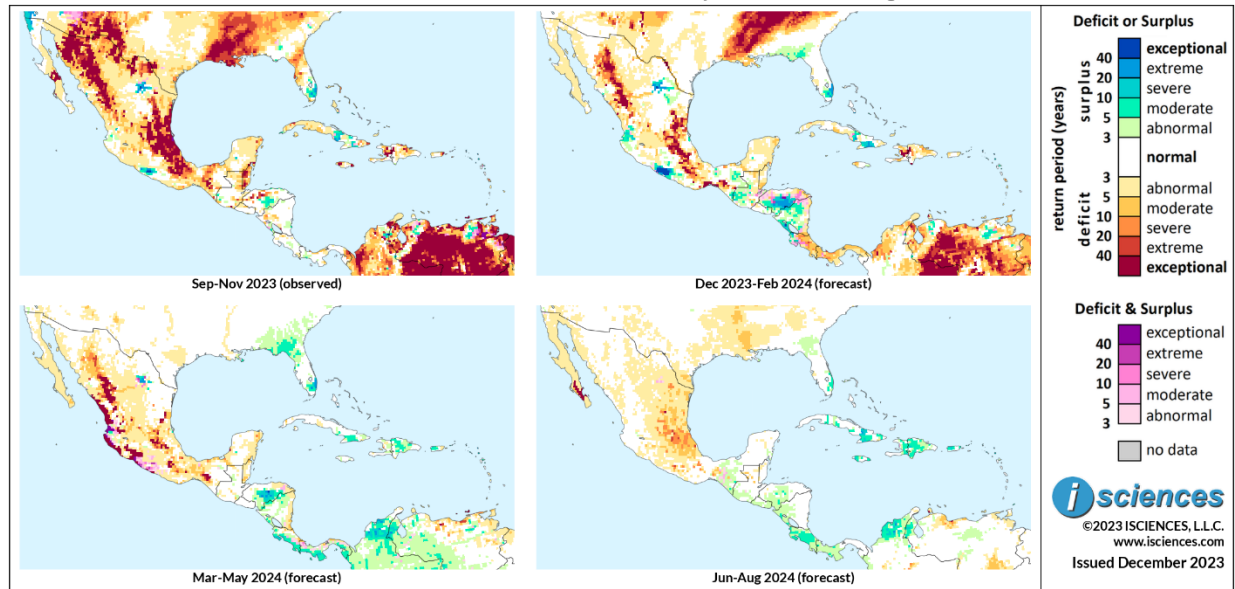 Sep-Nov 2023 (observed)
Dec 2023-Feb 2024 (forecast)
Mar-May 2024 (forecast)
Jun-Aug 2024 (forecast)
Deficit or Surplus
return period (years)
surplus
deficit
exceptional
40
extreme
20
severe
10
moderate
5
abnormal
3
normal
3
abnormal
5
moderate
10
severe
20
extreme
40
exceptional
Deficit & Surplus
exceptional
40
extreme
20
severe
10
moderate
5
abnormal
3
no data
i sciences
©2023 ISCIENCES, L.L.C.
www.isciences.com
Issued December 2023